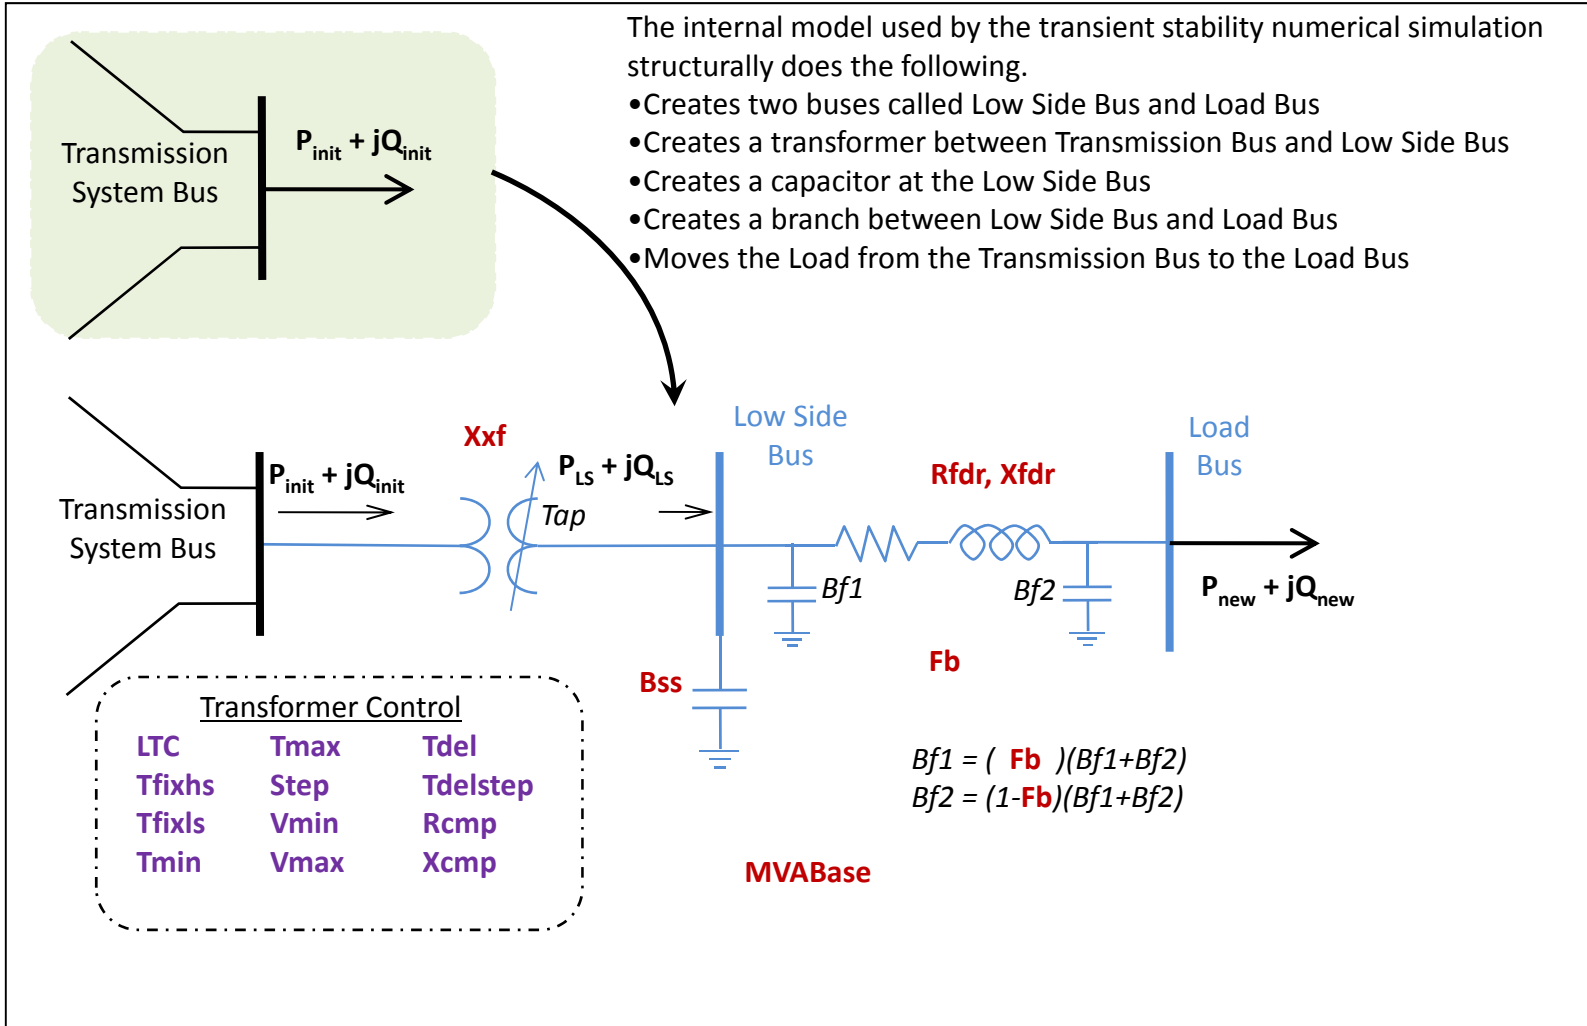 The internal model used by the transient stability numerical simulation
structurally does the following.
•Creates two buses called Low Side Bus and Load Bus
•Creates a transformer between Transmission Bus and Low Side Bus
•Creates a capacitor at the Low Side Bus
•Creates a branch between Low Side Bus and Load Bus
•Moves the Load from the Transmission Bus to the Load Bus
Transmission
System Bus
Pinit + jQinit
Transmission
System Bus
Pinit + jQinit
Xxf
Tap
PLS + jQLS
Low Side
Bus
Rfdr, Xfdr
Load
Bus
Bf1
Bf2
Pnew + jQnew
Fb
Bss
Bf1 = ( Fb )(Bf1+Bf2)
Bf2 = (1-Fb)(Bf1+Bf2)
MVABase
Transformer Control
LTC Tmax Tdel
Tfixhs Step Tdelstep
Tfixls Vmin Rcmp
Tmin Vmax Xcmp